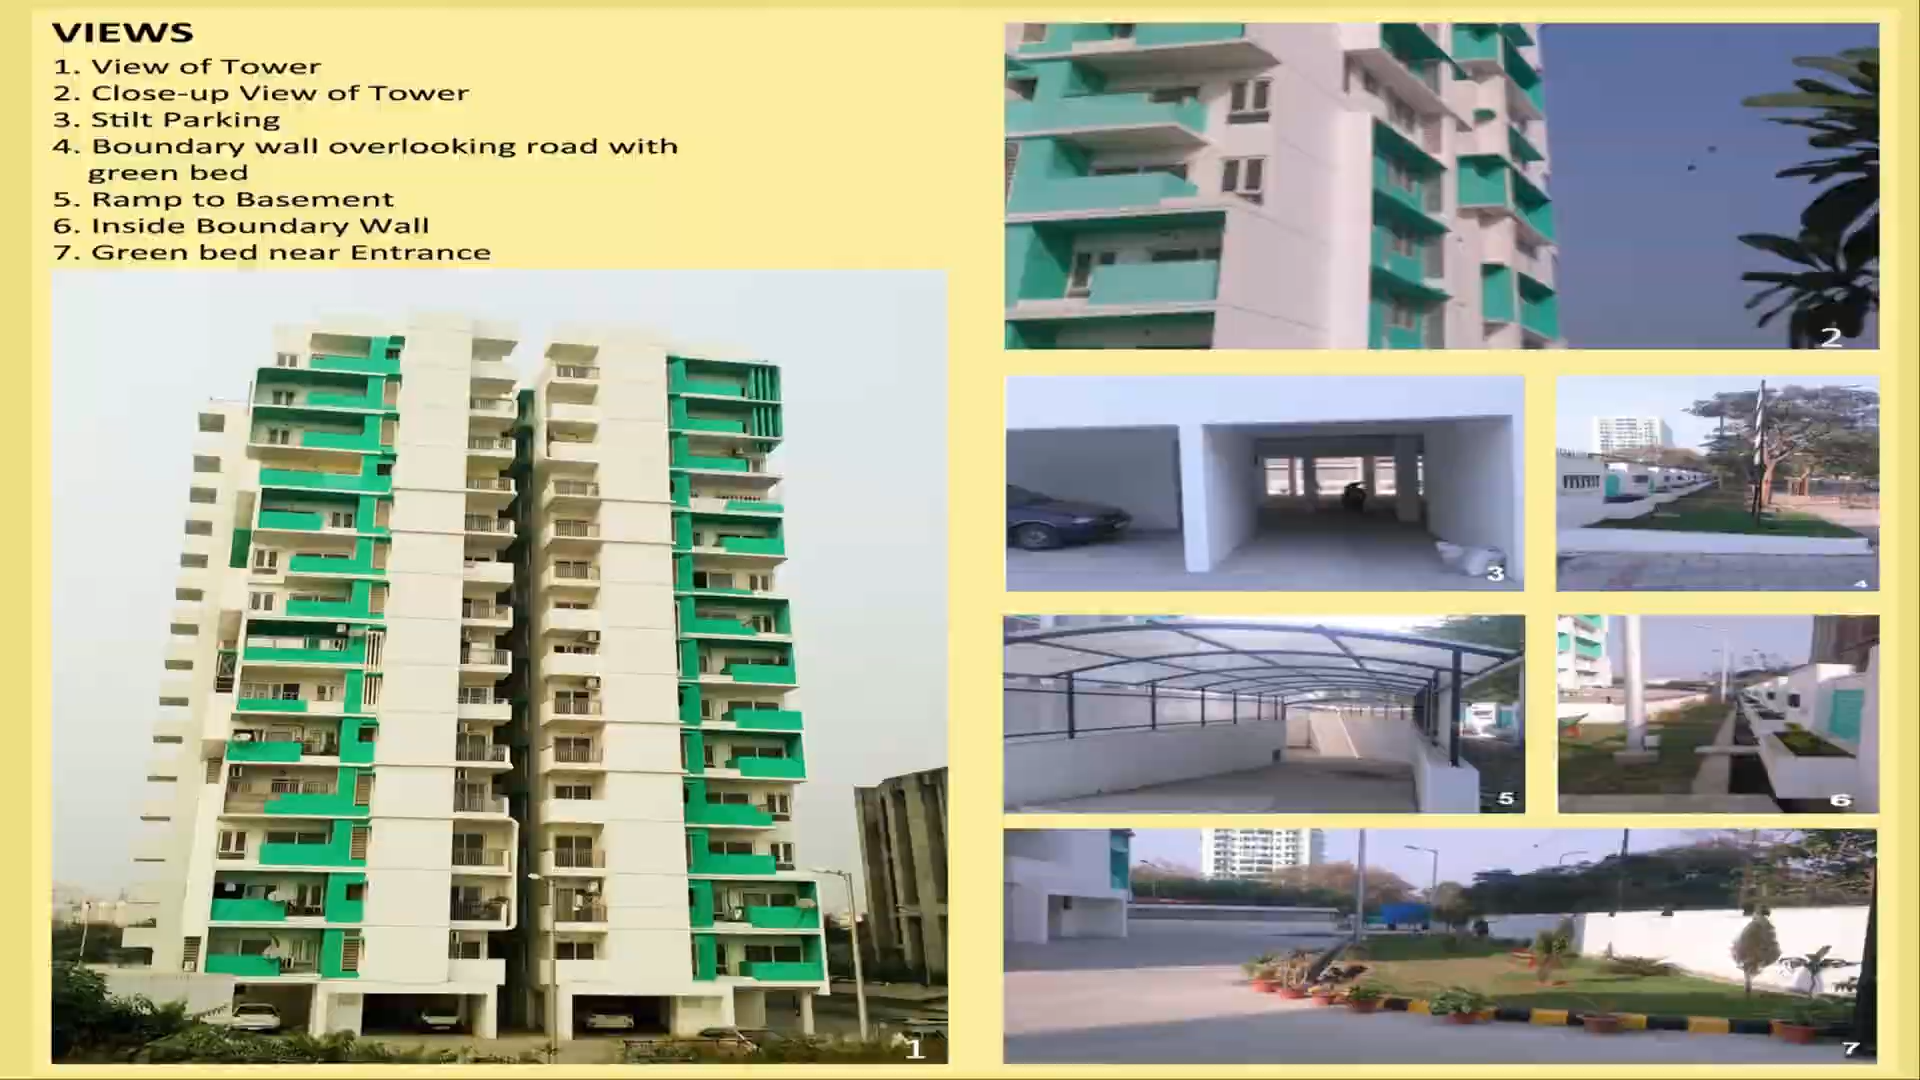 VIEWS
1. View of Tower
2. Close-up View of Tower
3. Stilt Parking
4. Boundary wall overlooking road with
green bed
5. Ramp to Basement
6. Inside Boundary Wall
7. Green bed near Entrance
2
3
4
5
6
1
7